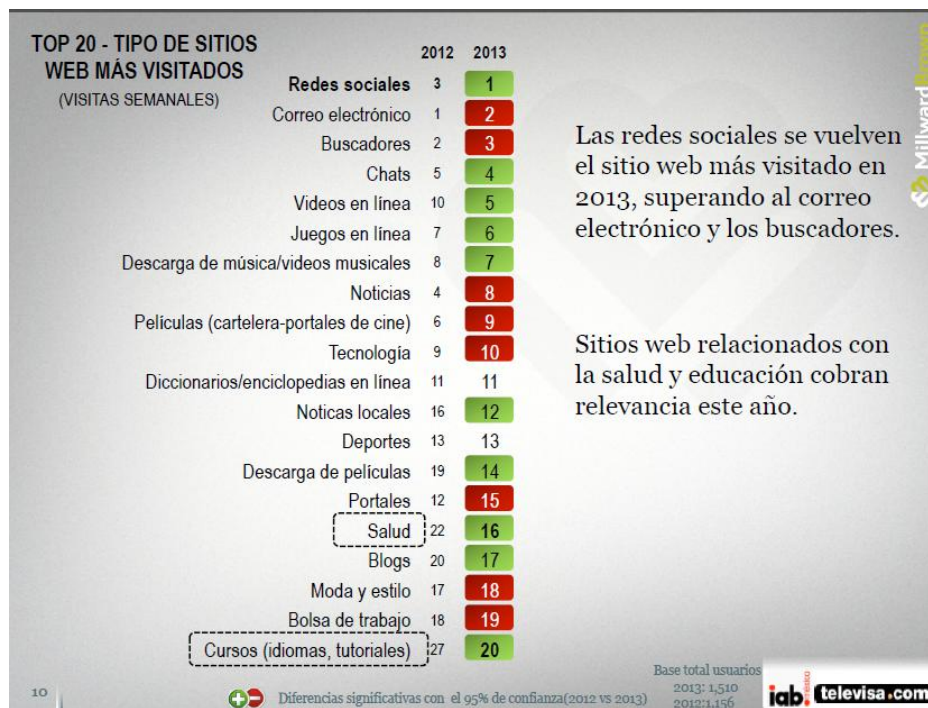 TOP 20 - TIPO DE SITIOS
WEB MÁS VISITADOS
(VISITAS SEMANALES)
2012 2013
Redes sociales 3 1
Correo electrónico 1 2
Buscadores 2 3
Chats 5 4
Videos en línea 10 5
Juegos en línea 7 6
Descarga de música/videos musicales 8 7
Noticias 4 8
Películas (cartelera-portales de cine) 6 9
Tecnología 9 10
Diccionarios/enciclopedias en línea 11 11
Noticas locales 16 12
Deportes 13 13
Descarga de películas 19 14
Portales 12 15
Salud 22 16
Blogs 20 17
Moda y estilo 17 18
Bolsa de trabajo 18 19
Cursos (idiomas, tutoriales) 27 20
Las redes sociales se vuelven
el sitio web más visitado en
2013, superando al correo
electrónico y los buscadores.
Sitios web relacionados con
la salud y educación cobran
relevancia este año.
MillwardBrown
10
Diferencias significativas con el 95% de confianza(2012 vs 2013)
Base total usuarios
2013: 1,510
2012:1,156
iab.
méxico
televisa.com